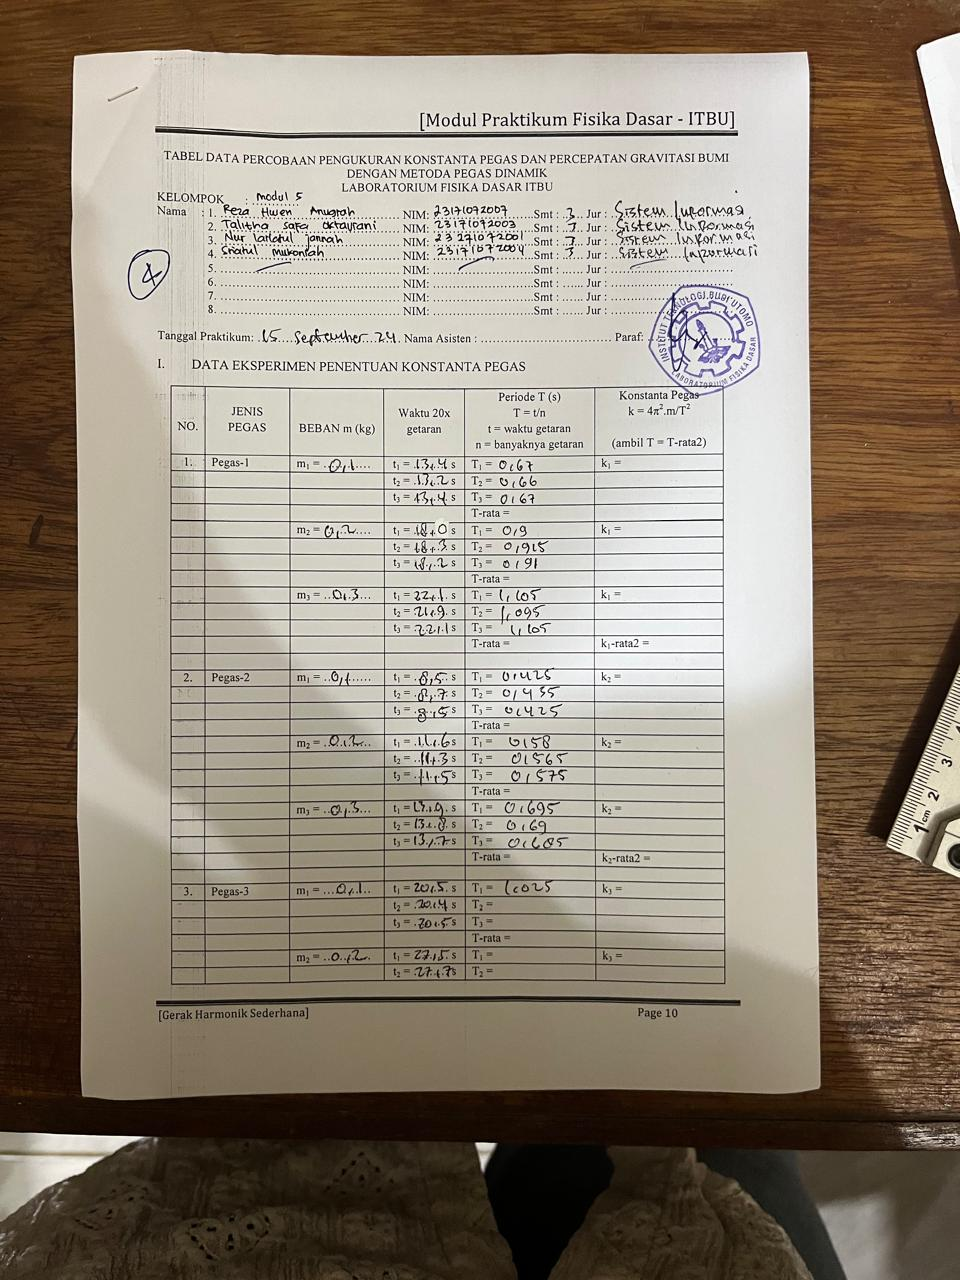 [Modul Praktikum Fisika Dasar - ITBU]
TABEL DATA PERCOBAAN PENGUKURAN KONSTANTA PEGAS DAN PERCEPATAN GRAVITASI BUMI
DENGAN METODA PEGAS DINAMIK
LABORATORIUM FISIKA DASAR ITBU
KELOMPOK : modul 5
Nama : 1. Reza Hwen Anugrah NIM: 23171072007 Smt : 3 Jur : Sistem Informasi
2. Talitha safa oktavrani NIM: 23171072003 Smt : 3 Jur : Sistem Informasi
3. Nur lailatul jannah NIM: 23271072001 Smt : 3 Jur : Sistem Informasi
4. Sriatul NIM: 23171072004 Smt : 3 Jur : Sistem Informasi
④
5. NIM: Smt : ...... Jur :
6. NIM: Smt : ...... Jur :
7. NIM: Smt : ...... Jur :
8. NIM: Smt : ...... Jur :
Tanggal Praktikum: 15 September 24. Nama Asisten : Paraf:
INSTITUT TEKNOLOGI BUDI UTOMO
LABORATORIUM FISIKA DASAR
I. DATA EKSPERIMEN PENENTUAN KONSTANTA PEGAS
NO. JENIS PEGAS BEBAN m (kg) Waktu 20x getaran Periode T (s) T = t/n t = waktu getaran n = banyaknya getaran Konstanta Pegas k = 4π².m/T² (ambil T = T-rata2)
1. Pegas-1 m₁ = 0,1 t₁ = 13,4 s T₁ = 0,67 k₁ =
t₂ = 13,2 s T₂ = 0,66
t₃ = 13,4 s T₃ = 0,67
T-rata =
m₂ = 0,2 t₁ = 18,0 s T₁ = 0,9 k₁ =
t₂ = 18,3 s T₂ = 0,915
t₃ = 18,2 s T₃ = 0,91
T-rata =
m₃ = 0,3 t₁ = 22,1 s T₁ = 1,105 k₁ =
t₂ = 21,9 s T₂ = 1,095
t₃ = 22,1 s T₃ = 1,105
T-rata = k₁-rata2 =
2. Pegas-2 m₁ = 0,1 t₁ = 8,5 s T₁ = 0,425 k₂ =
t₂ = 8,7 s T₂ = 0,435
t₃ = 8,5 s T₃ = 0,425
T-rata =
m₂ = 0,2 t₁ = 11,6 s T₁ = 0,58 k₂ =
t₂ = 11,3 s T₂ = 0,565
t₃ = 11,5 s T₃ = 0,575
T-rata =
m₃ = 0,3 t₁ = 13,9 s T₁ = 0,695 k₂ =
t₂ = 13,8 s T₂ = 0,69
t₃ = 13,7 s T₃ = 0,685
T-rata = k₂-rata2 =
3. Pegas-3 m₁ = 0,1 t₁ = 20,5 s T₁ = 1,025 k₃ =
t₂ = 20,4 s T₂ =
t₃ = 20,5 s T₃ =
T-rata =
m₂ = 0,2 t₁ = 27,5 s T₁ = k₃ =
t₂ = 27,7 s T₂ =
[Gerak Harmonik Sederhana] Page 10
1cm 2 3